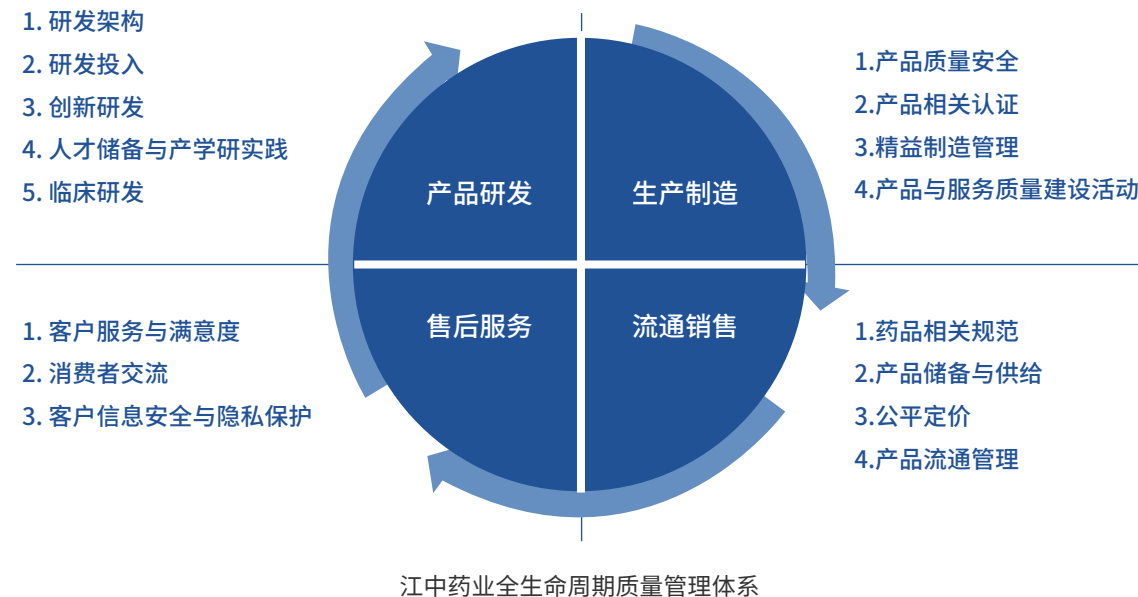 1. 研发架构
2. 研发投入
3. 创新研发
4. 人才储备与产学研实践
5. 临床研发
产品研发
生产制造
1.产品质量安全
2.产品相关认证
3.精益制造管理
4.产品与服务质量建设活动
1. 客户服务与满意度
2. 消费者交流
3. 客户信息安全与隐私保护
售后服务
流通销售
1.药品相关规范
2.产品储备与供给
3.公平定价
4.产品流通管理
江中药业全生命周期质量管理体系